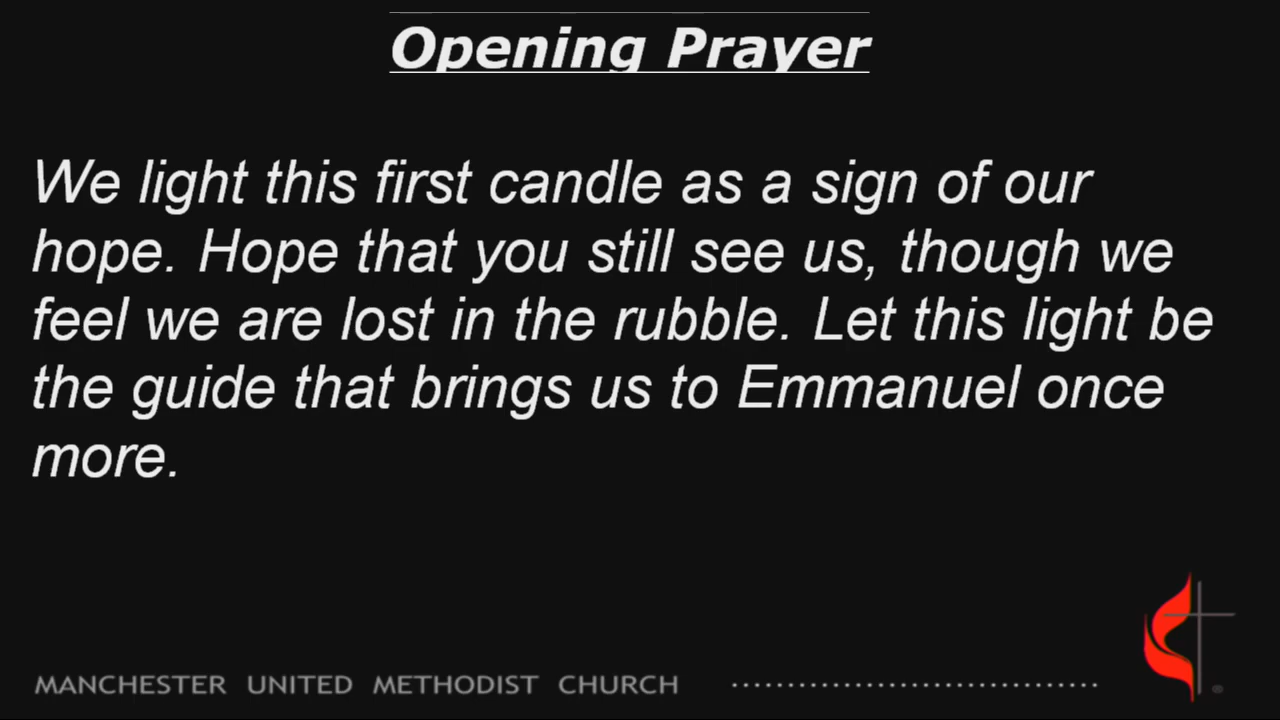 Opening Prayer
We light this first candle as a sign of our
hope. Hope that you still see us, though we
feel we are lost in the rubble. Let this light be
the guide that brings us to Emmanuel once
more.
MANCHESTER UNITED METHODIST CHURCH
®